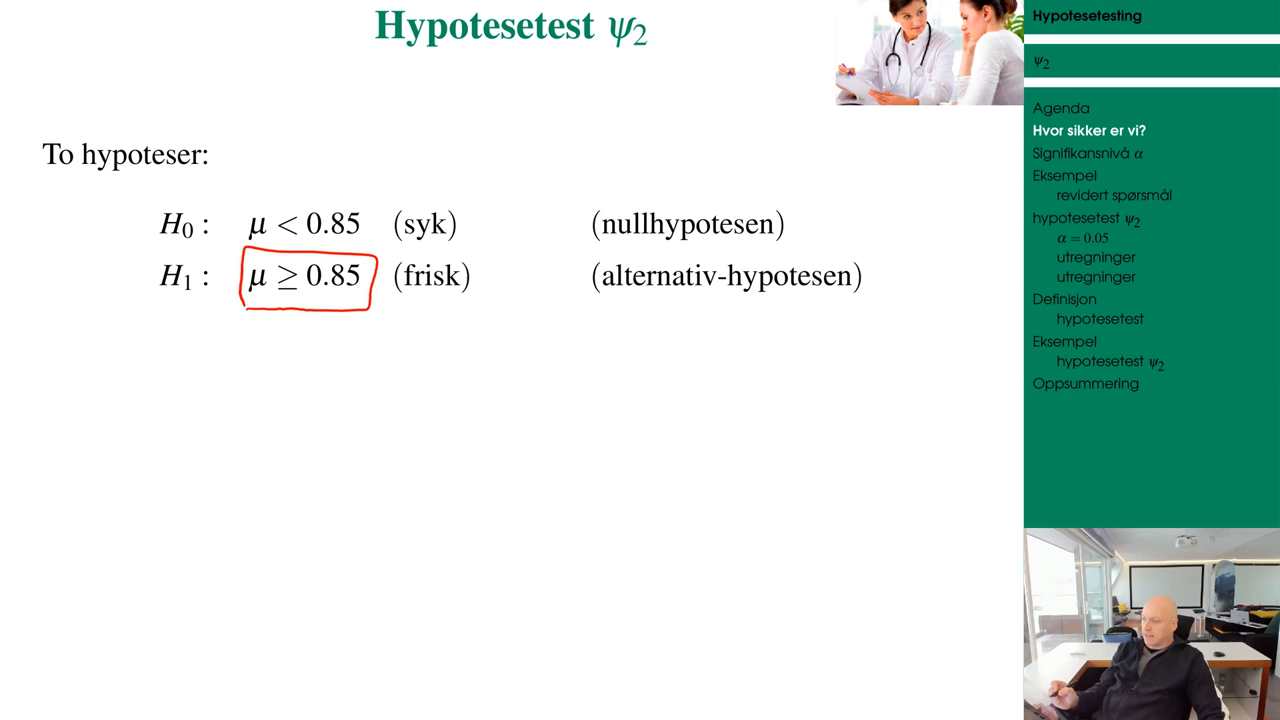 Hypotesetest ψ₂
To hypoteser:
H₀ : μ < 0.85 (syk) (nullhypotesen)
H₁ : μ ≥ 0.85 (frisk) (alternativ-hypotesen)
Hypotesetesting
ψ₂
Agenda
Hvor sikker er vi?
Signifikansnivå α
Eksempel
revidert spørsmål
hypotesetest ψ₂
α = 0.05
utregninger
utregninger
Definisjon
hypotesetest
Eksempel
hypotesetest ψ₂
Oppsummering